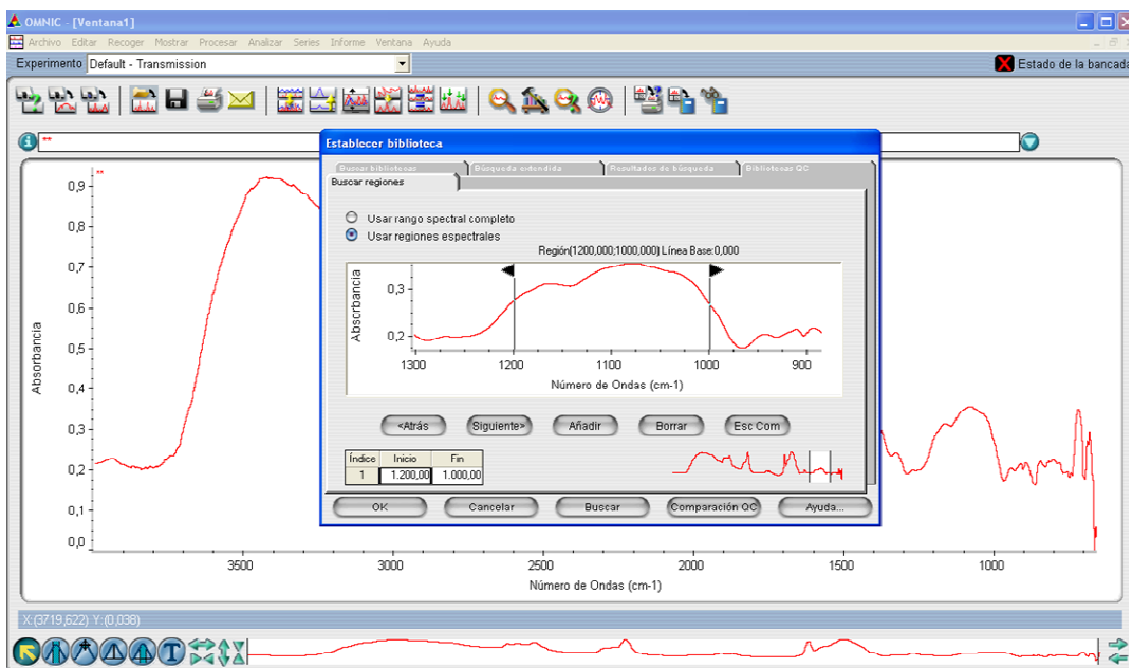 OMNIC - [Ventana1]
Archivo Editar Recoger Mostrar Procesar Analizar Series Informe Ventana Ayuda
Experimento Default - Transmission
Estado de la bancada
Establecer biblioteca
Buscar bibliotecas Búsqueda extendida Resultados de búsqueda Bibliotecas QC
Buscar regiones
Usar rango spectral completo
Usar regiones espectrales
Región(1200,000;1000,000) Línea Base:0,000
Absorbancia
0,3
0,2
1300 1200 1100 1000 900
Número de Ondas (cm-1)
<Atrás Siguiente> Añadir Borrar Esc Com
Índice Inicio Fin
1 1.200,00 1.000,00
OK Cancelar Buscar Comparación QC Ayuda...
Absorbancia
0,9
0,8
0,7
0,6
0,5
0,4
0,3
0,2
0,1
0,0
3500 3000 2500 2000 1500 1000
Número de Ondas (cm-1)
X:(3719,622) Y:(0,038)
T